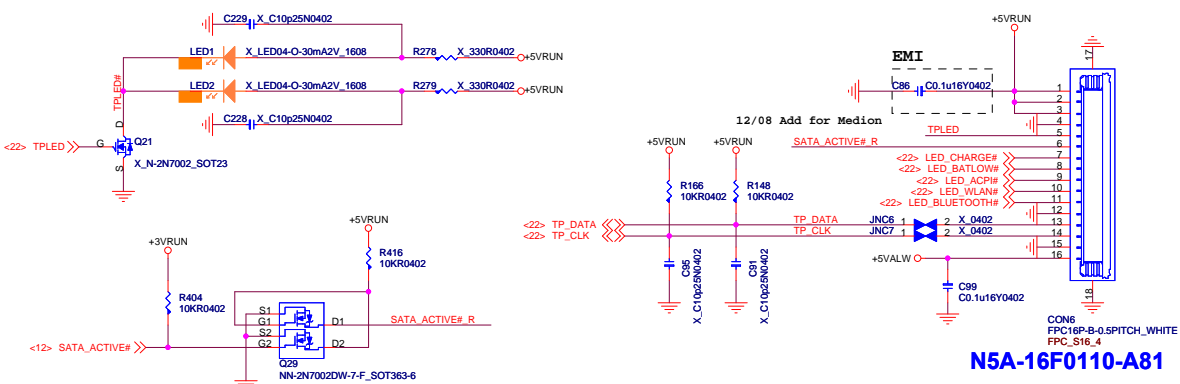 C229 X_C10p25N0402
LED1 X_LED04-O-30mA2V_1608 R278 X_330R0402 +5VRUN
LED2 X_LED04-O-30mA2V_1608 R279 X_330R0402 +5VRUN
C228 X_C10p25N0402
TPLED#
D
<22> TPLED G Q21
S X_N-2N7002_SOT23
+5VRUN
EMI
C86 C0.1u16Y0402
12/08 Add for Medion
17
1
2
3
4
TPLED 5
SATA_ACTIVE#_R 6
<22> LED_CHARGE# 7
<22> LED_BATLOW# 8
<22> LED_ACPI# 9
<22> LED_WLAN# 10
<22> LED_BLUETOOTH# 11
12
13
14
15
16
18
+5VRUN +5VRUN
R166 10KR0402
R148 10KR0402
<22> TP_DATA TP_DATA JNC6 1 2 X_0402
<22> TP_CLK TP_CLK JNC7 1 2 X_0402
C95 X_C10p25N0402
C91 X_C10p25N0402
+5VALW
C99
C0.1u16Y0402
CON6
FPC16P-B-0.5PITCH_WHITE
FPC_S16_4
N5A-16F0110-A81
+5VRUN
R416
10KR0402
+3VRUN
R404
10KR0402
S1
G1 D1 SATA_ACTIVE#_R
S2
G2 D2
<12> SATA_ACTIVE#
Q29
NN-2N7002DW-7-F_SOT363-6